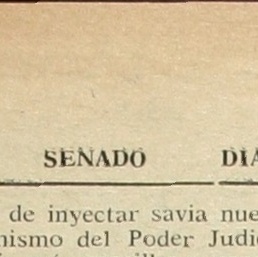 SENADO DIA
de inyectar savia nue
nismo del Poder Judi